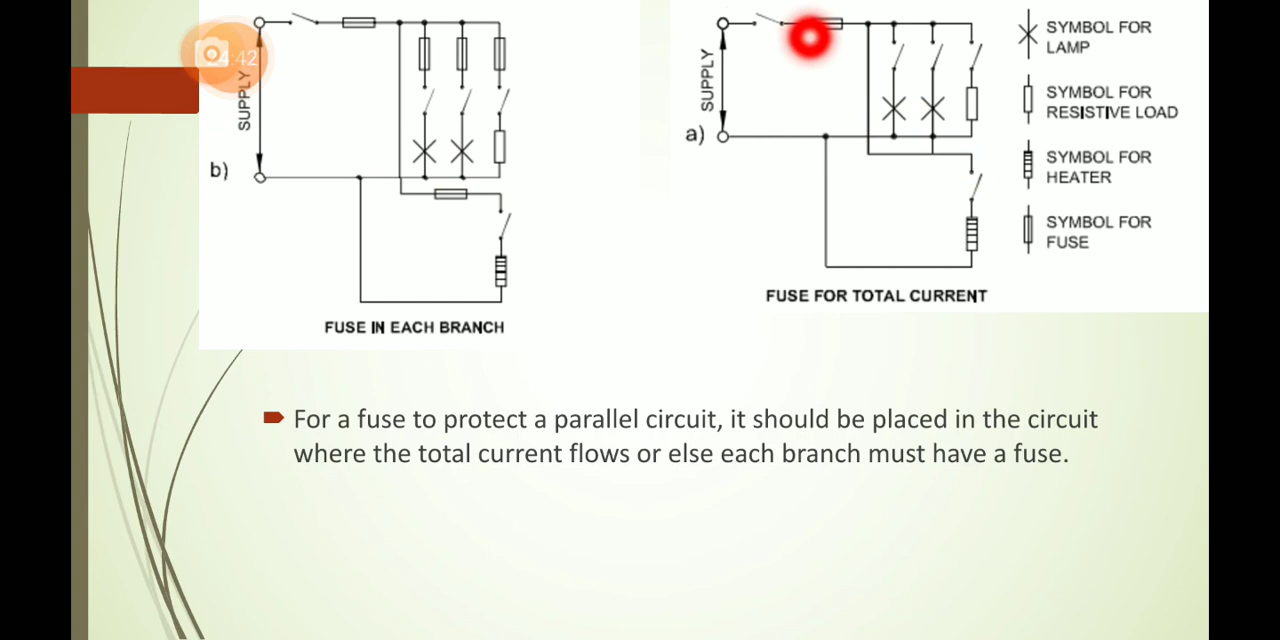 24:42
SUPPLY
b)
FUSE IN EACH BRANCH
SUPPLY
a)
FUSE FOR TOTAL CURRENT
SYMBOL FOR
LAMP
SYMBOL FOR
RESISTIVE LOAD
SYMBOL FOR
HEATER
SYMBOL FOR
FUSE
For a fuse to protect a parallel circuit, it should be placed in the circuit
where the total current flows or else each branch must have a fuse.